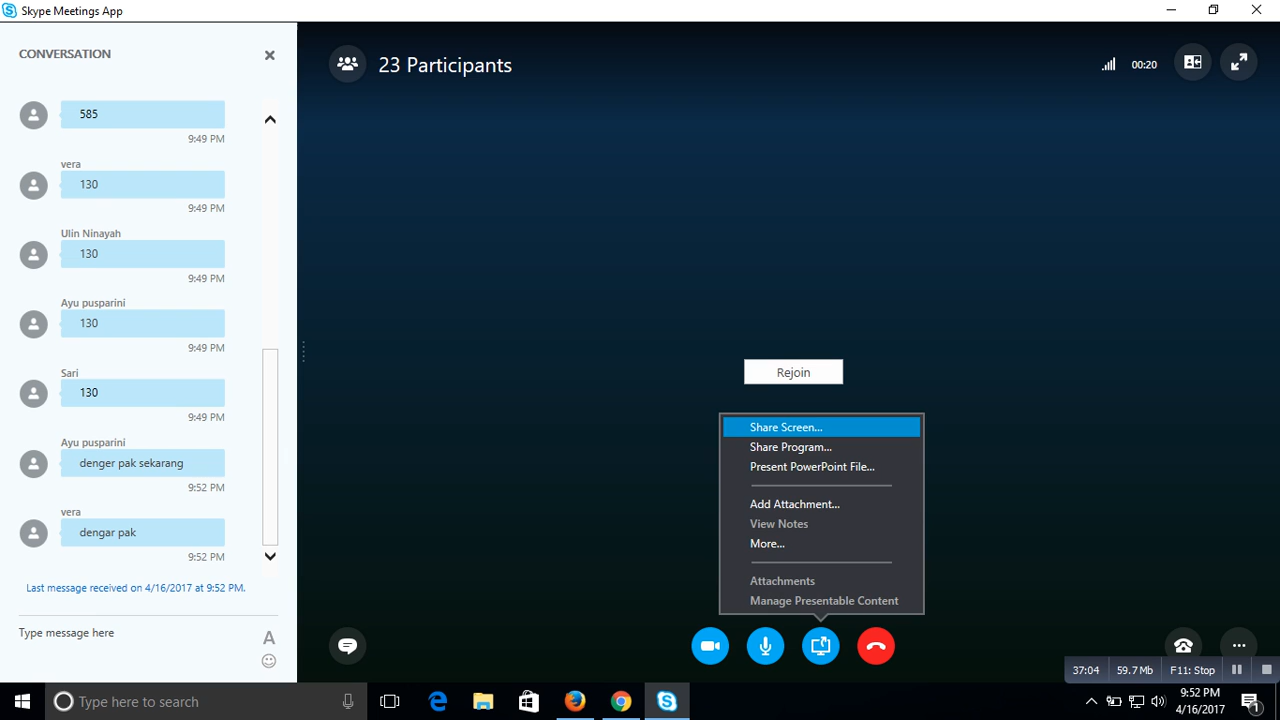 Skype Meetings App
CONVERSATION
585
9:49 PM
vera
130
9:49 PM
Ulin Ninayah
130
9:49 PM
Ayu pusparini
130
9:49 PM
Sari
130
9:49 PM
Ayu pusparini
denger pak sekarang
9:52 PM
vera
dengar pak
9:52 PM
Last message received on 4/16/2017 at 9:52 PM.
Type message here
A
23 Participants
00:20
Rejoin
Share Screen...
Share Program...
Present PowerPoint File...
Add Attachment...
View Notes
More...
Attachments
Manage Presentable Content
37:04 59.7 Mb F11: Stop
Type here to search
9:52 PM
4/16/2017
1